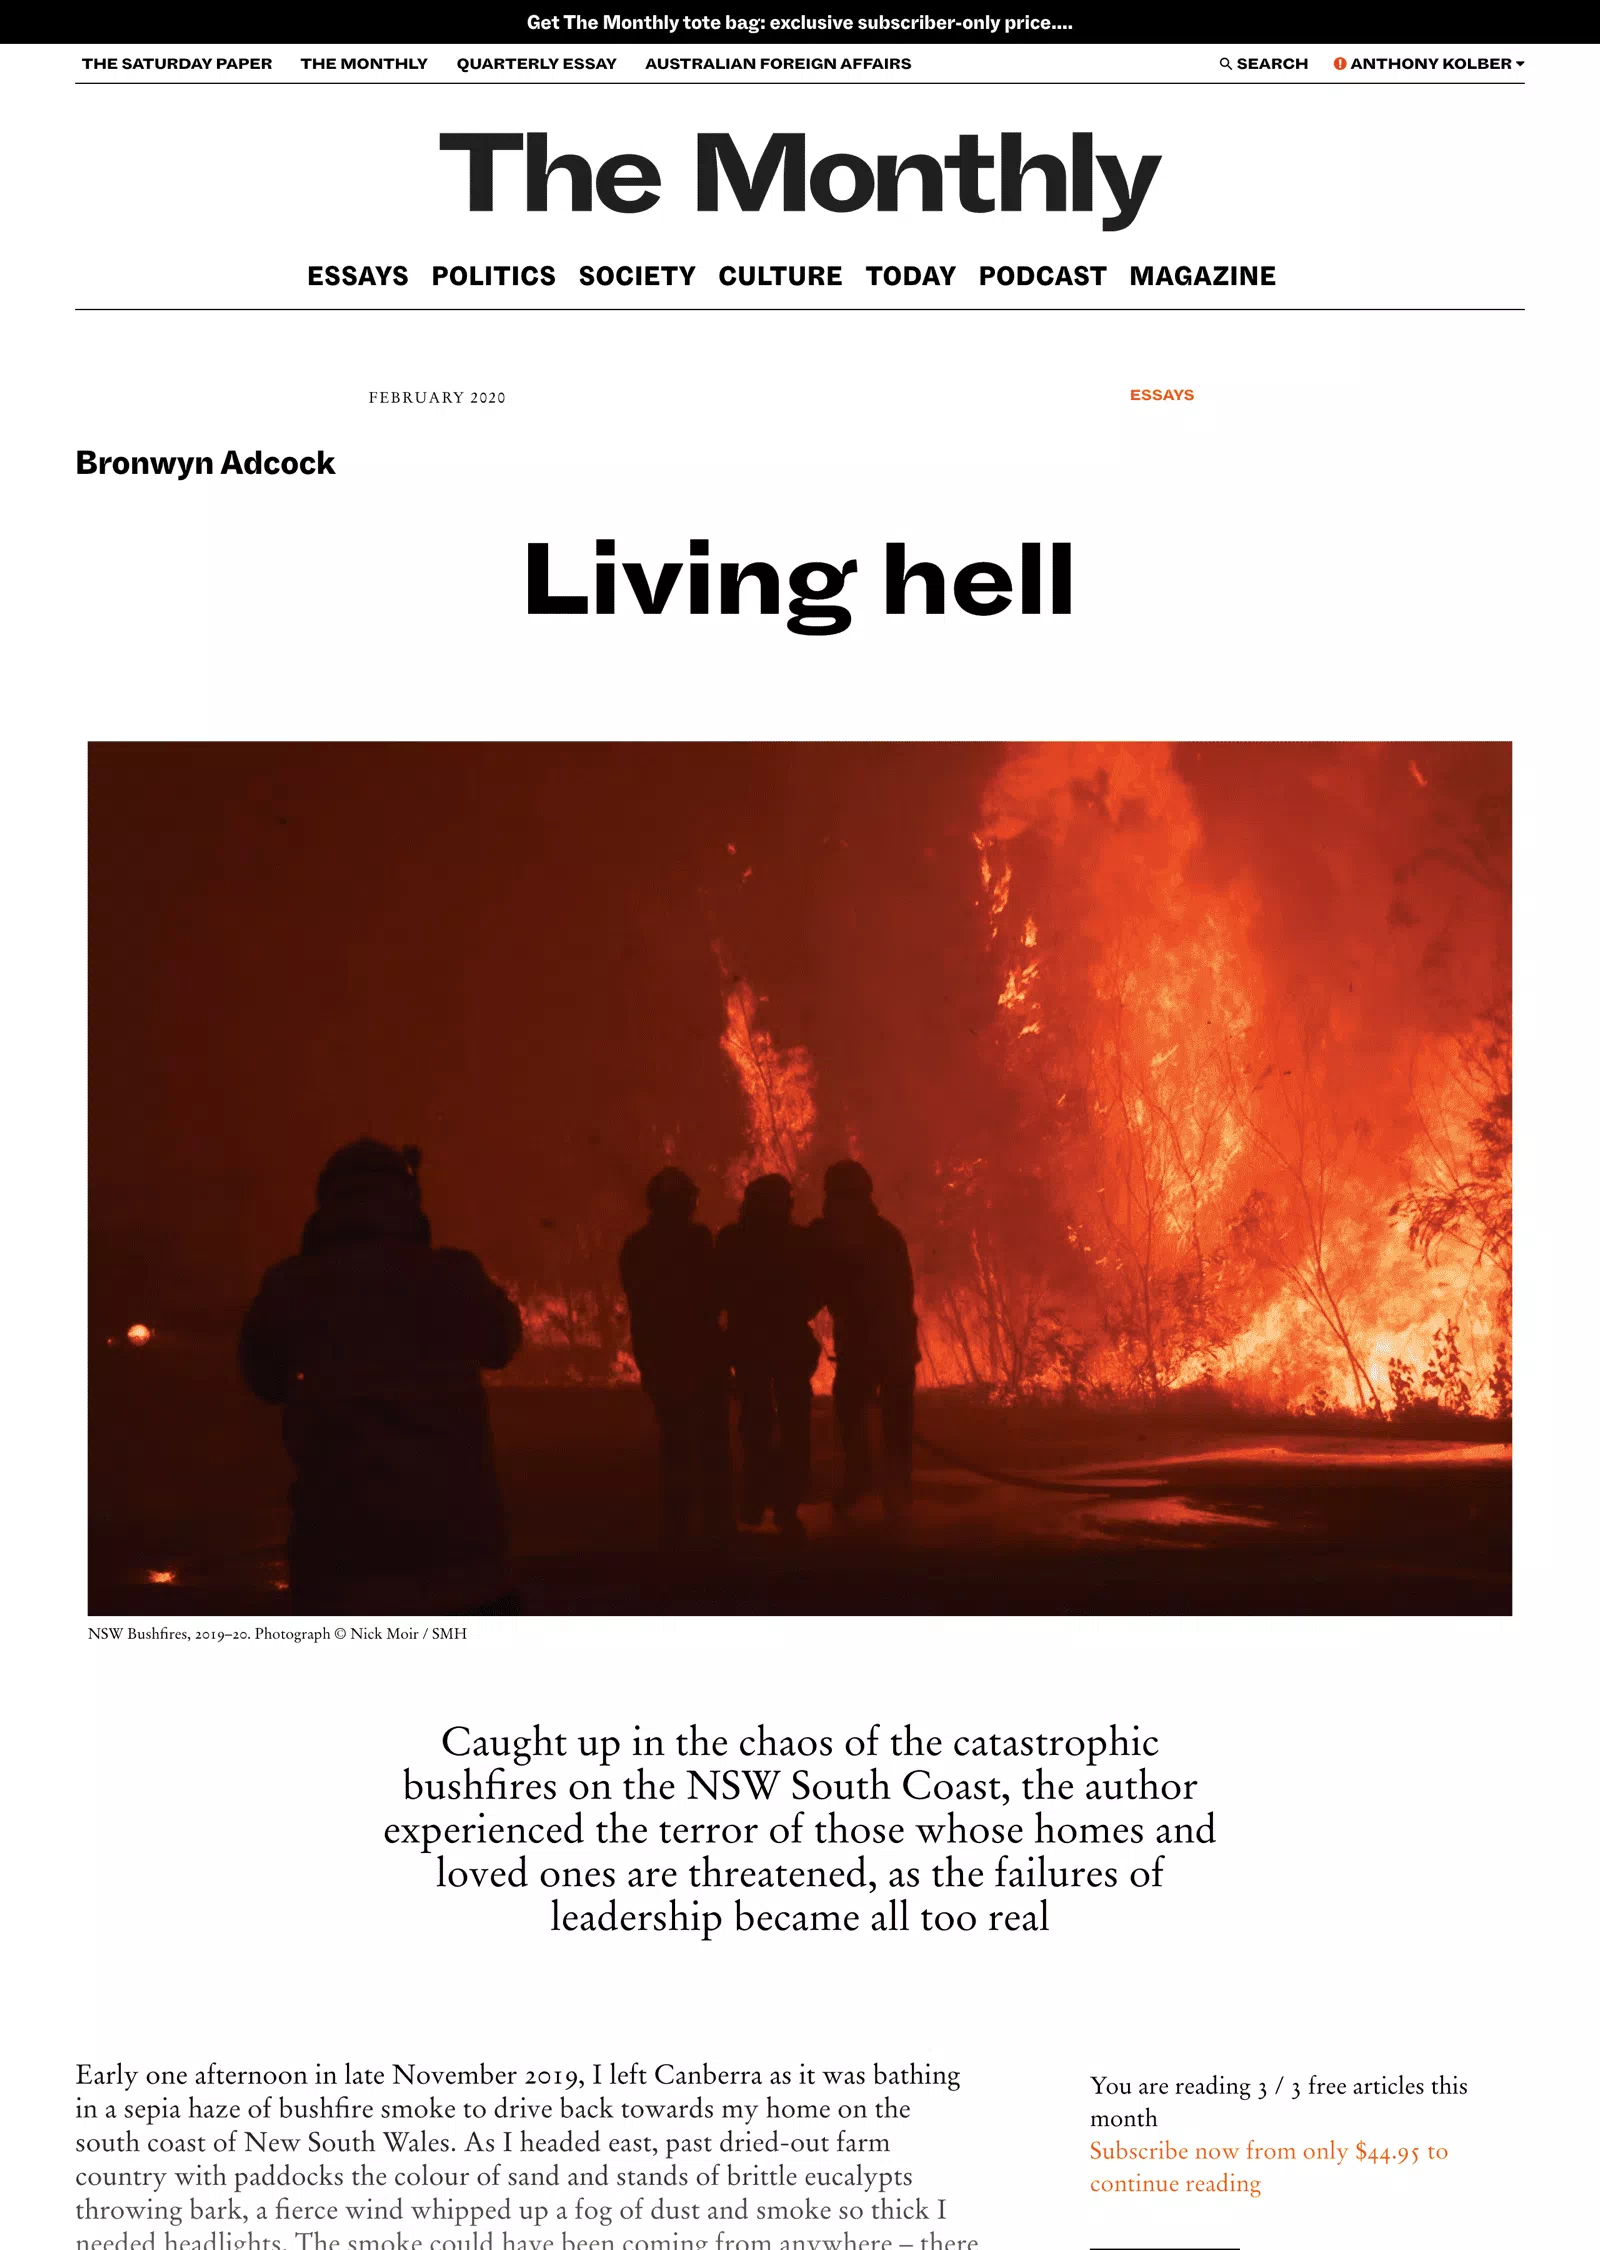 Get The Monthly tote bag: exclusive subscriber-only price....
THE SATURDAY PAPER THE MONTHLY QUARTERLY ESSAY AUSTRALIAN FOREIGN AFFAIRS SEARCH ANTHONY KOLBER
The Monthly
ESSAYS POLITICS SOCIETY CULTURE TODAY PODCAST MAGAZINE
FEBRUARY 2020
ESSAYS
Bronwyn Adcock
Living hell
NSW Bushfires, 2019–20. Photograph © Nick Moir / SMH
Caught up in the chaos of the catastrophic
bushfires on the NSW South Coast, the author
experienced the terror of those whose homes and
loved ones are threatened, as the failures of
leadership became all too real
Early one afternoon in late November 2019, I left Canberra as it was bathing
in a sepia haze of bushfire smoke to drive back towards my home on the
south coast of New South Wales. As I headed east, past dried-out farm
country with paddocks the colour of sand and stands of brittle eucalypts
throwing bark, a fierce wind whipped up a fog of dust and smoke so thick I
needed headlights. The smoke could have been coming from anywhere – there
You are reading 3 / 3 free articles this
month
Subscribe now from only $44.95 to
continue reading